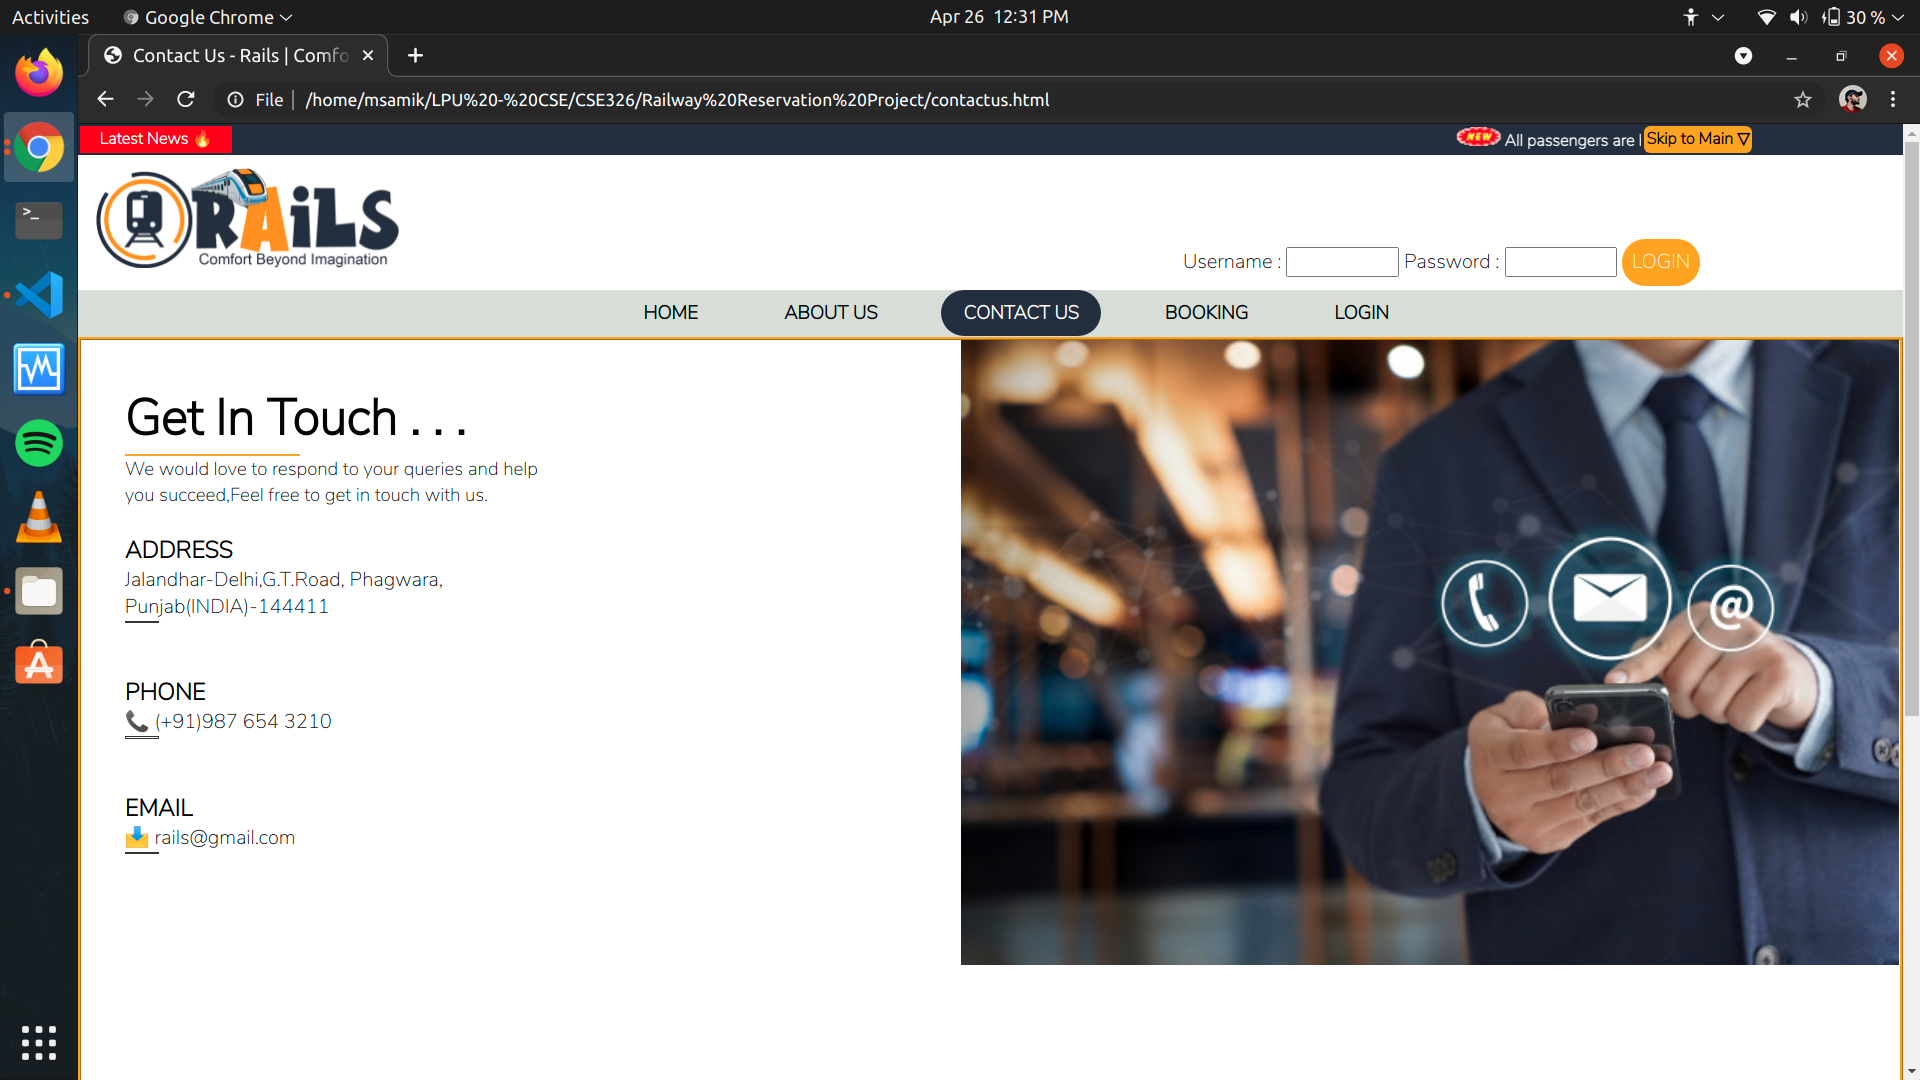 Activities
Google Chrome
Apr 26 12:31 PM
30 %
Contact Us - Rails | Comfo
File
/home/msamik/LPU%20-%20CSE/CSE326/Railway%20Reservation%20Project/contactus.html
Latest News 🔥
NEW
All passengers are
Skip to Main ▽
RAiLS
Comfort Beyond Imagination
Username :
Password :
LOGIN
HOME
ABOUT US
CONTACT US
BOOKING
LOGIN
Get In Touch . . .
We would love to respond to your queries and help
you succeed,Feel free to get in touch with us.
ADDRESS
Jalandhar-Delhi,G.T.Road, Phagwara,
Punjab(INDIA)-144411
PHONE
📞 (+91)987 654 3210
EMAIL
📩 rails@gmail.com
@